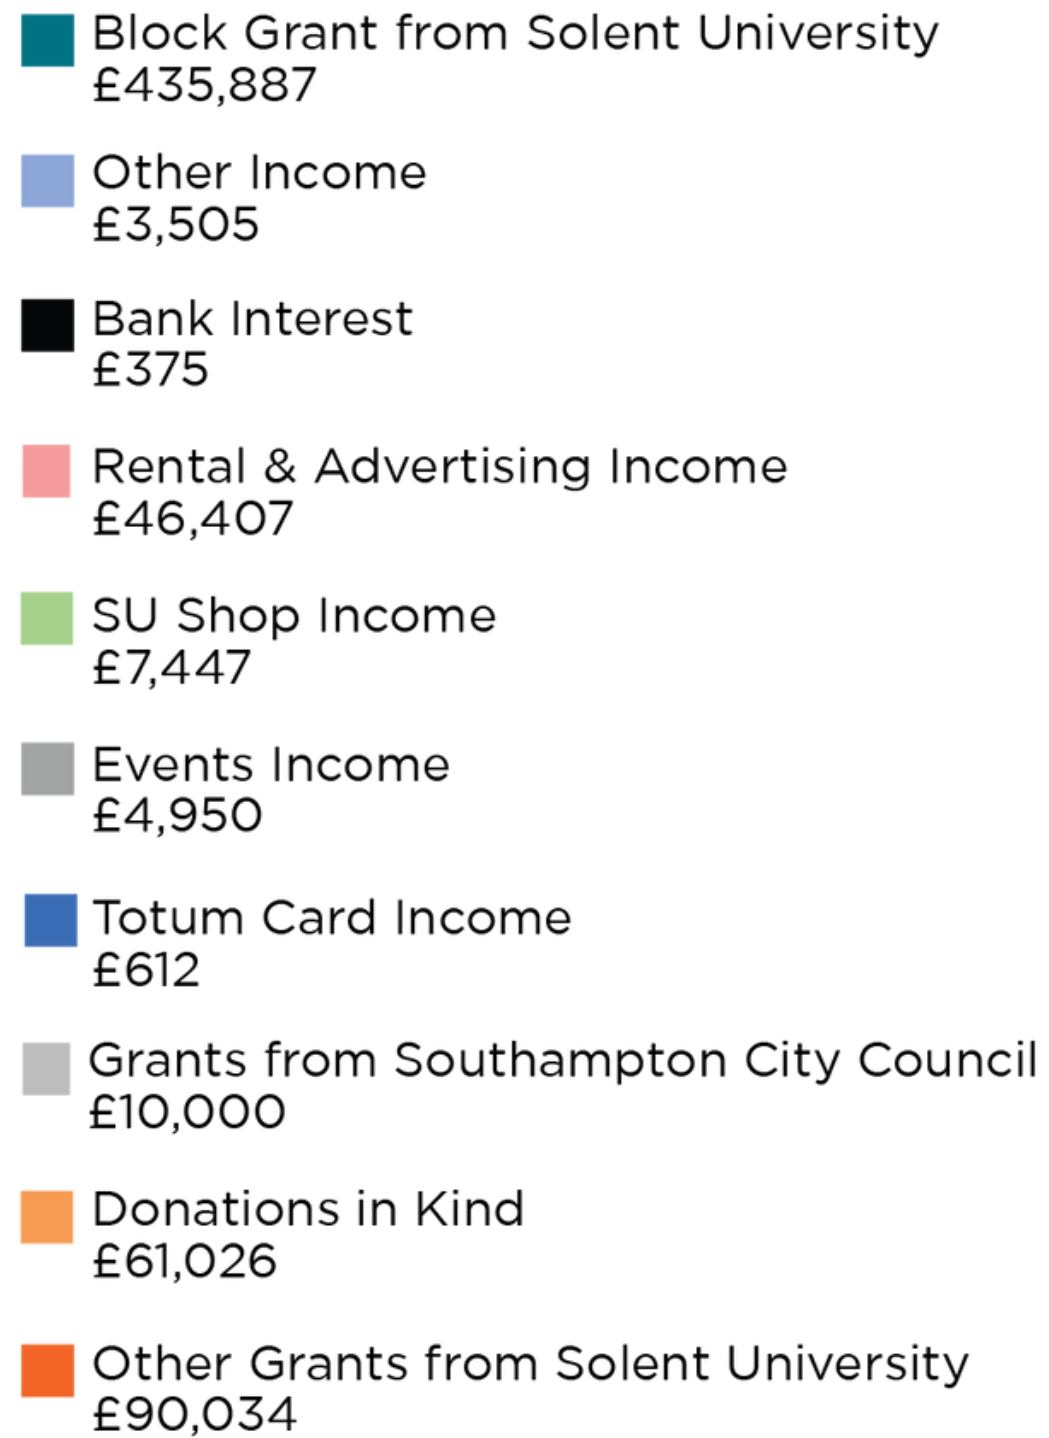 Block Grant from Solent University
£435,887
Other Income
£3,505
Bank Interest
£375
Rental & Advertising Income
£46,407
SU Shop Income
£7,447
Events Income
£4,950
Totum Card Income
£612
Grants from Southampton City Council
£10,000
Donations in Kind
£61,026
Other Grants from Solent University
£90,034